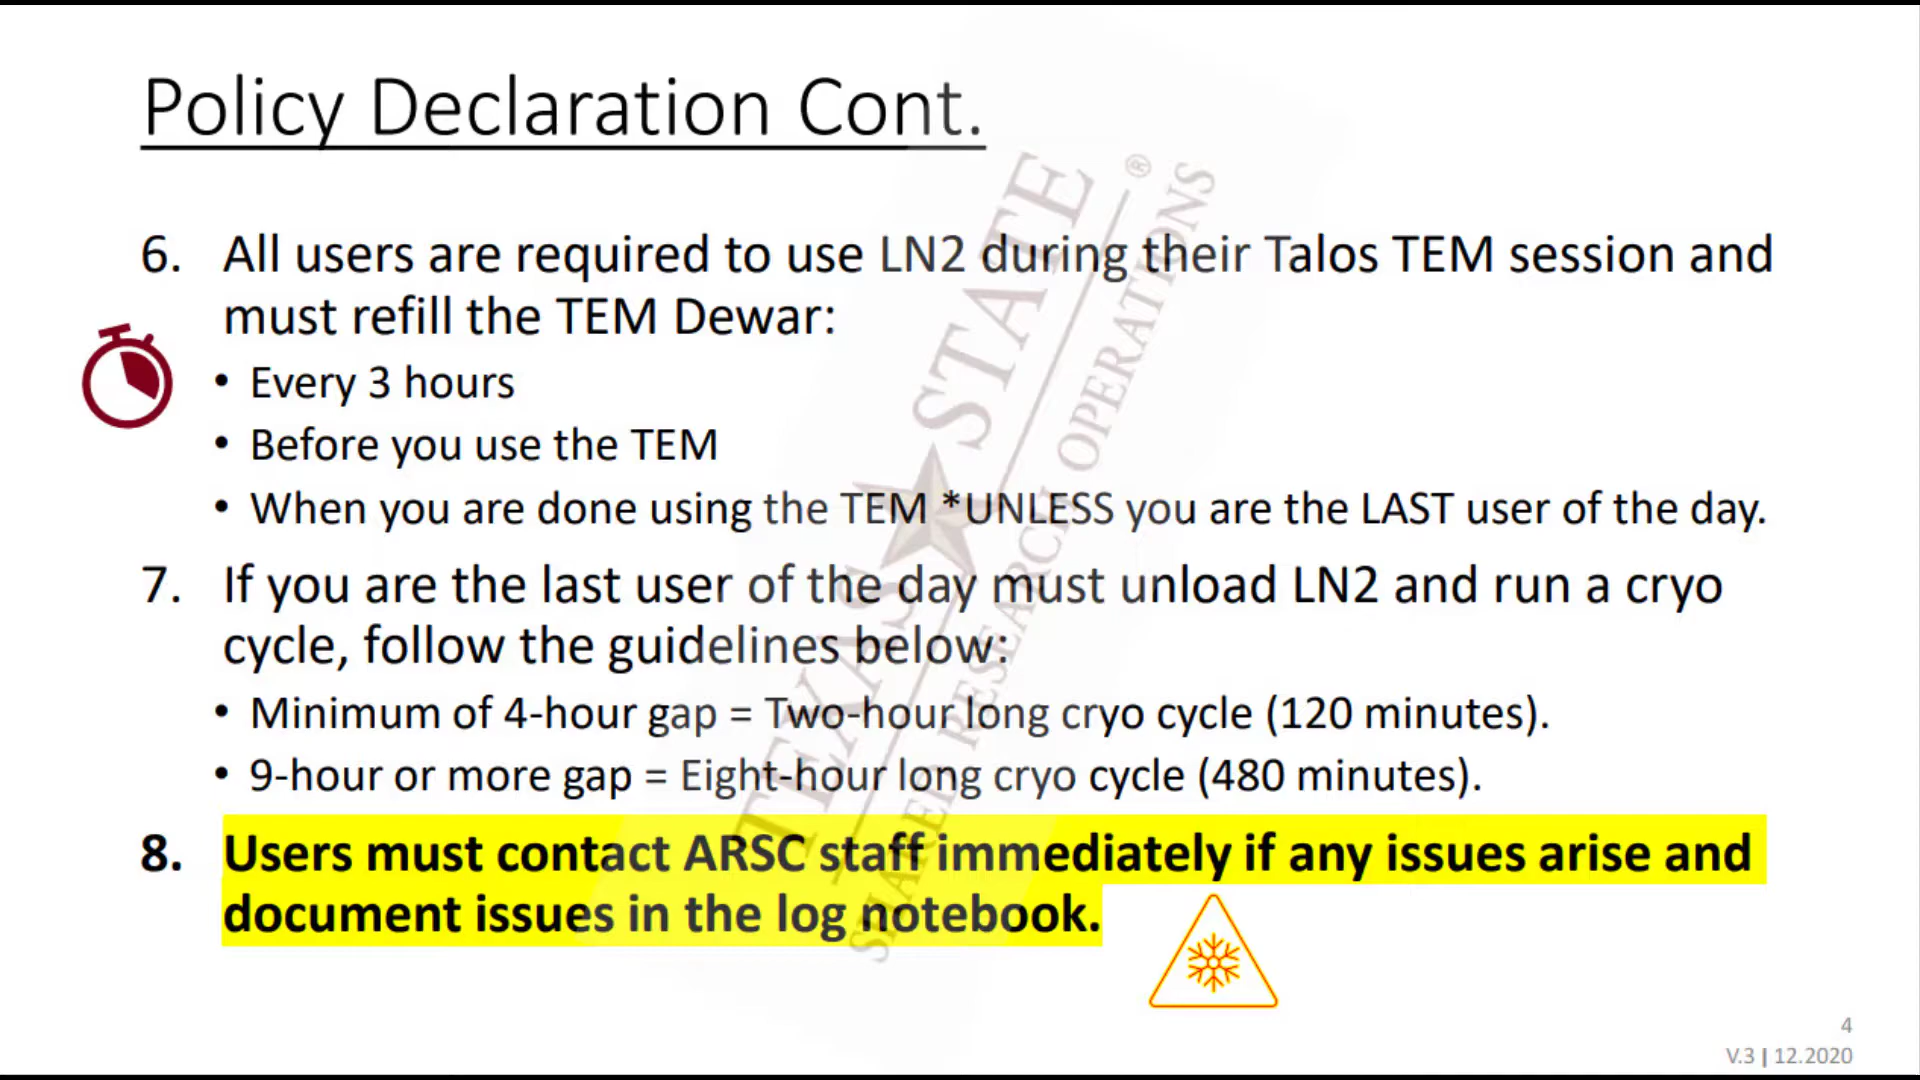 Policy Declaration Cont.
6. All users are required to use LN2 during their Talos TEM session and
must refill the TEM Dewar:
• Every 3 hours
• Before you use the TEM
• When you are done using the TEM *UNLESS you are the LAST user of the day.
7. If you are the last user of the day must unload LN2 and run a cryo
cycle, follow the guidelines below:
• Minimum of 4-hour gap = Two-hour long cryo cycle (120 minutes).
• 9-hour or more gap = Eight-hour long cryo cycle (480 minutes).
8. Users must contact ARSC staff immediately if any issues arise and
document issues in the log notebook.
TEXAS STATE ®
SHARED RESEARCH OPERATIONS
4
V.3 | 12.2020